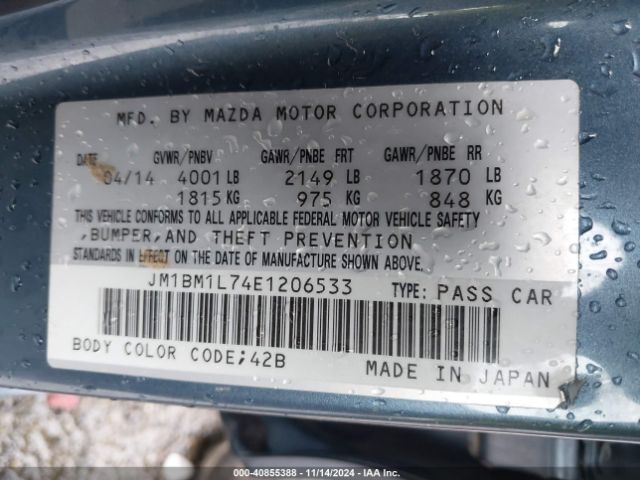 MFD. BY MAZDA MOTOR CORPORATION
DATE GVWR/PNBV GAWR/PNBE FRT GAWR/PNBE RR
04/14 4001 LB 2149 LB 1870 LB
1815 KG 975 KG 848 KG
THIS VEHICLE CONFORMS TO ALL APPLICABLE FEDERAL MOTOR VEHICLE SAFETY
,BUMPER,AND THEFT PREVENTION
STANDARDS IN EFFECT ON THE DATE OF MANUFACTURE SHOWN ABOVE.
JM1BM1L74E1206533 TYPE: PASS CAR
BODY COLOR CODE;42B MADE IN JAPAN
000-40855388 - 11/14/2024 - IAA Inc.